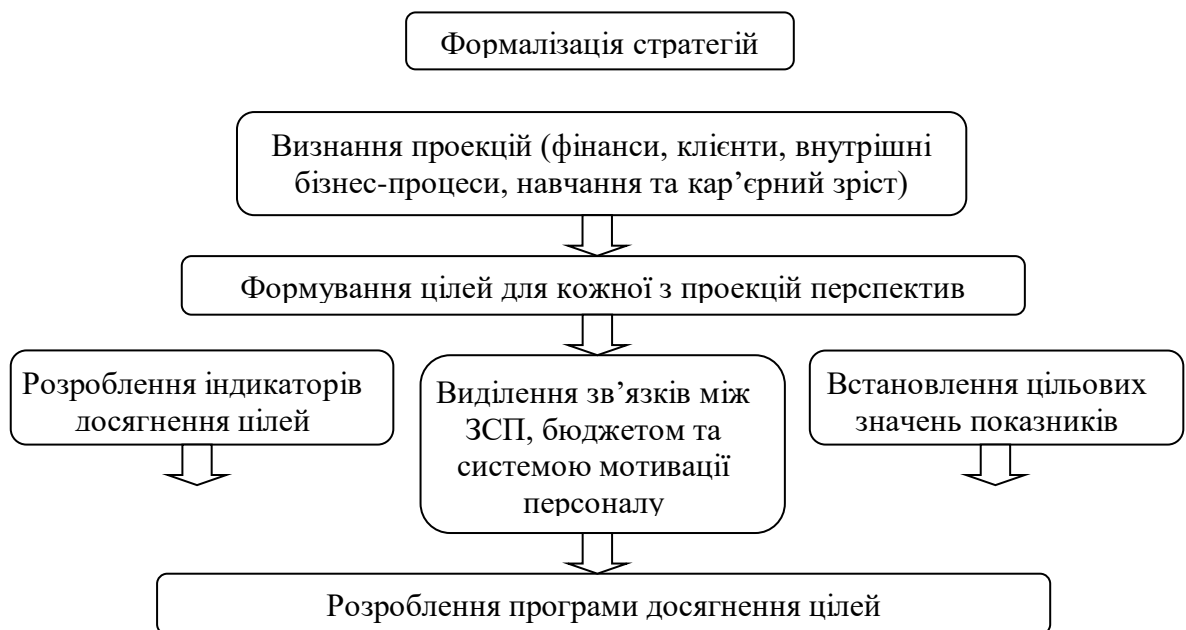 Формалізація стратегій
Визнання проекцій (фінанси, клієнти, внутрішні
бізнес-процеси, навчання та кар’єрний зріст)
Формування цілей для кожної з проекцій перспектив
Розроблення індикаторів
досягнення цілей
Виділення зв’язків між
ЗСП, бюджетом та
системою мотивації
персоналу
Встановлення цільових
значень показників
Розроблення програми досягнення цілей